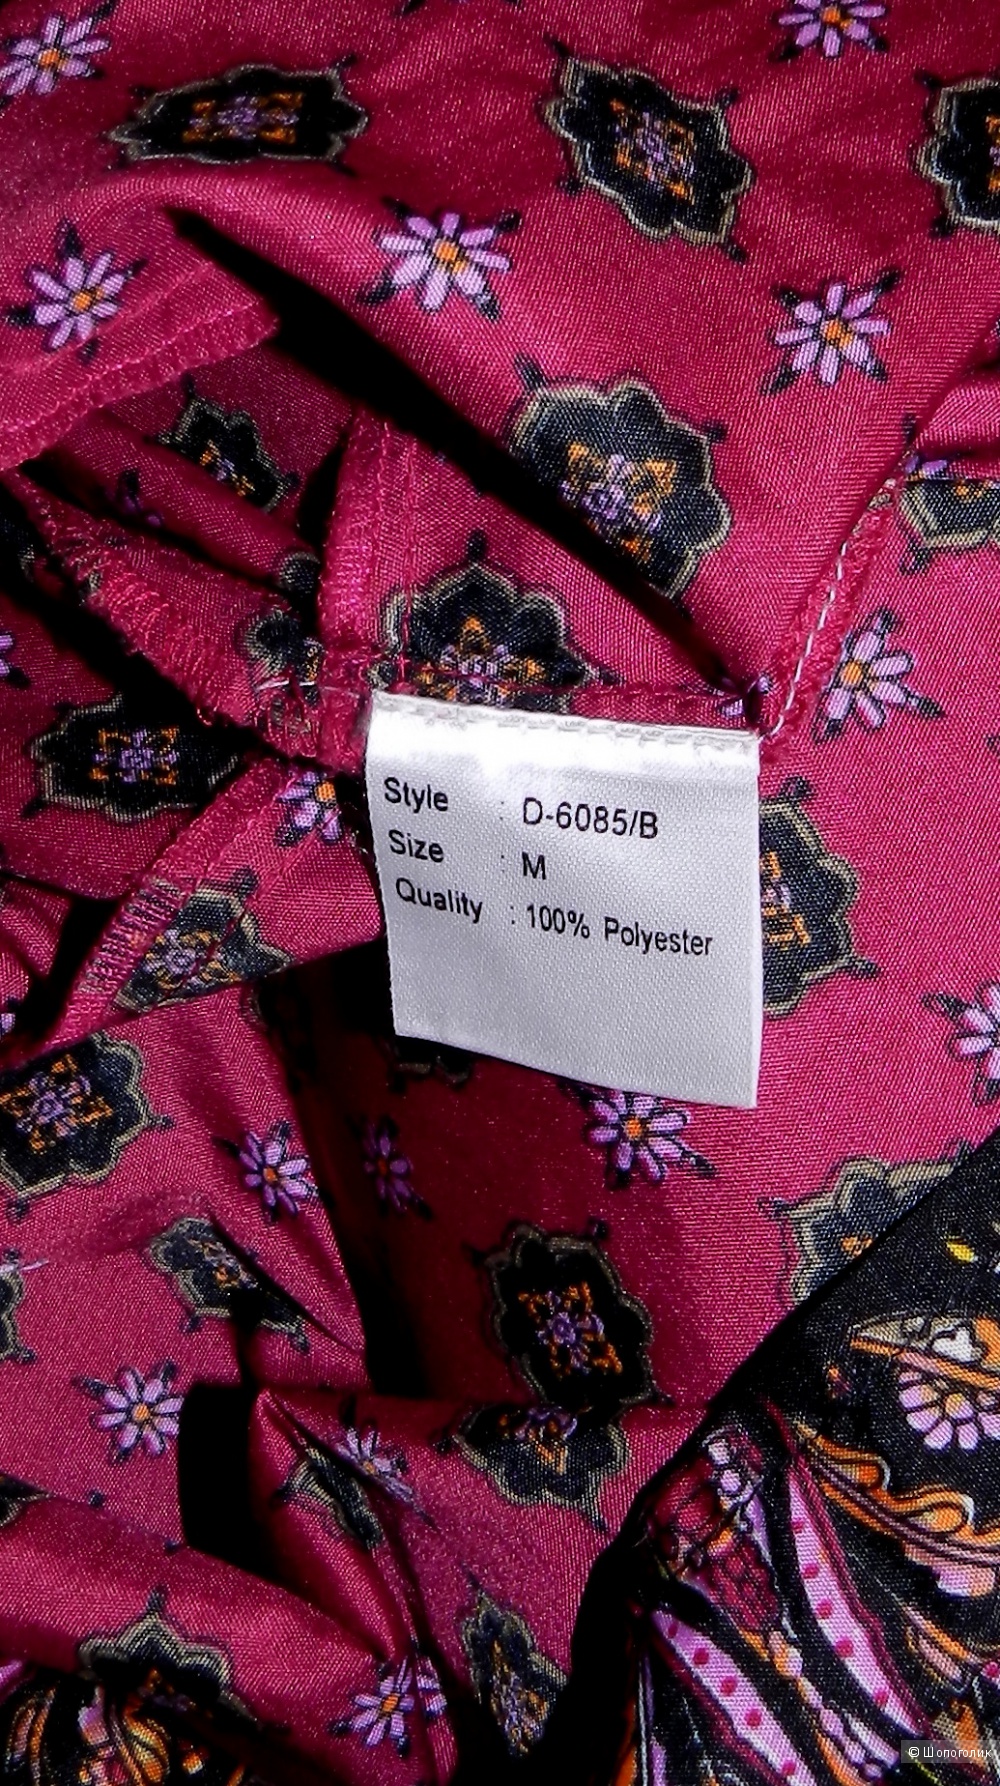 Style : D-6085/B
Size : M
Quality : 100% Polyester
© Шопоголик